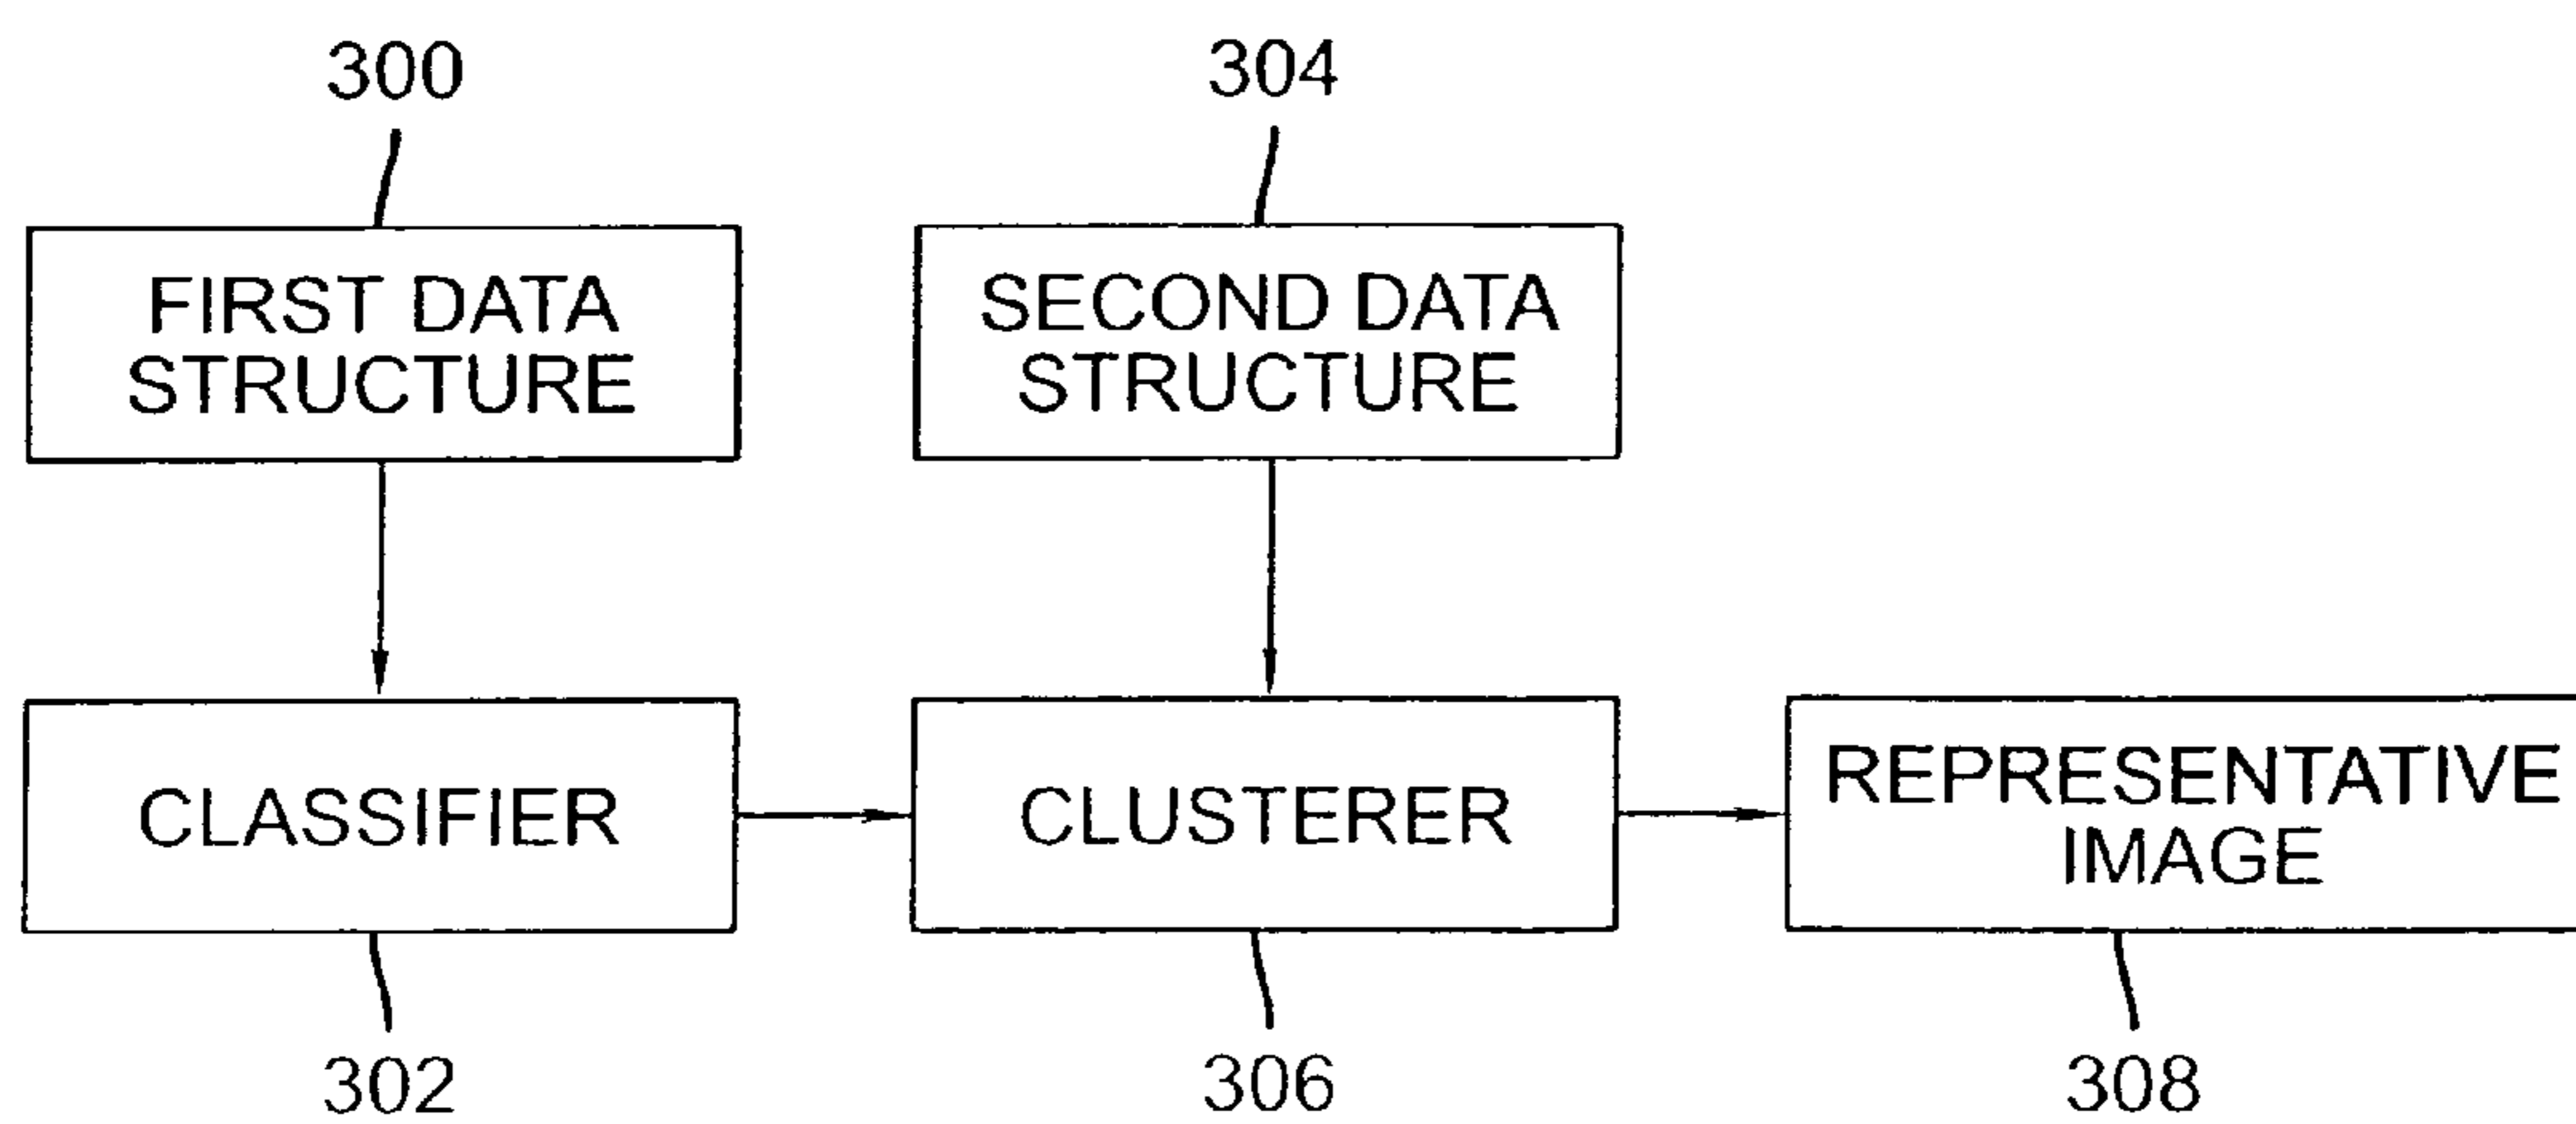 300
304
FIRST DATA
STRUCTURE
SECOND DATA
STRUCTURE
CLASSIFIER
CLUSTERER
REPRESENTATIVE
IMAGE
302
306
308